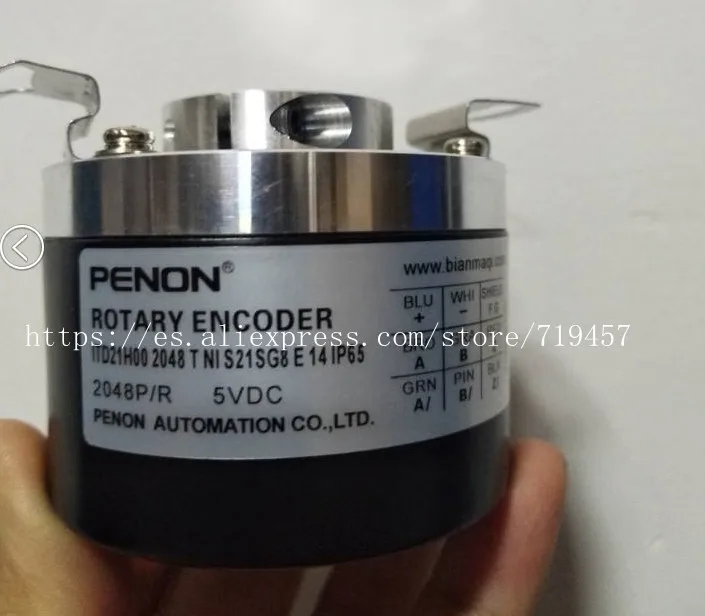 PENON®
ROTARY ENCODER
https://es.aliexpress.com/store/719457
ITD21H00 2048 T NI S21SG8 E 14 IP65
2048P/R 5VDC
PENON AUTOMATION CO.,LTD.
www.bianmaqi.com
BLU WHI SHIELD
+ - F G
A B
GRN PIN BLK
A/ B/